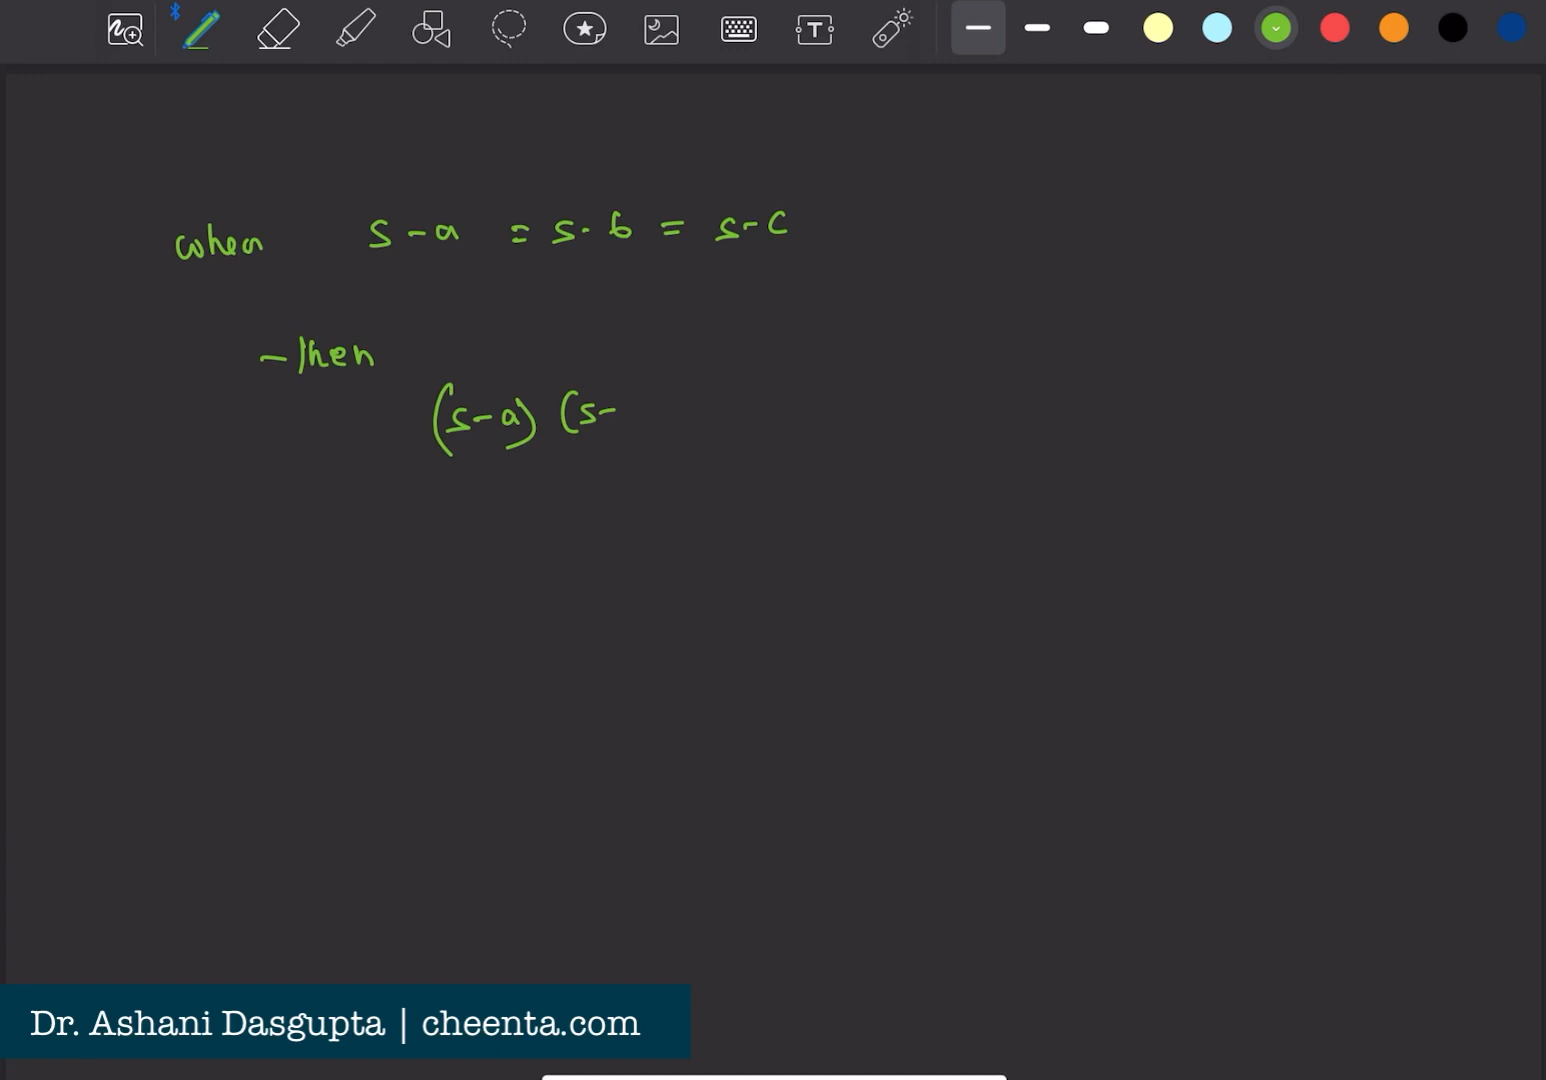 when s-a = s-b = s-c
Then
(s-a) (s-
Dr. Ashani Dasgupta | cheenta.com